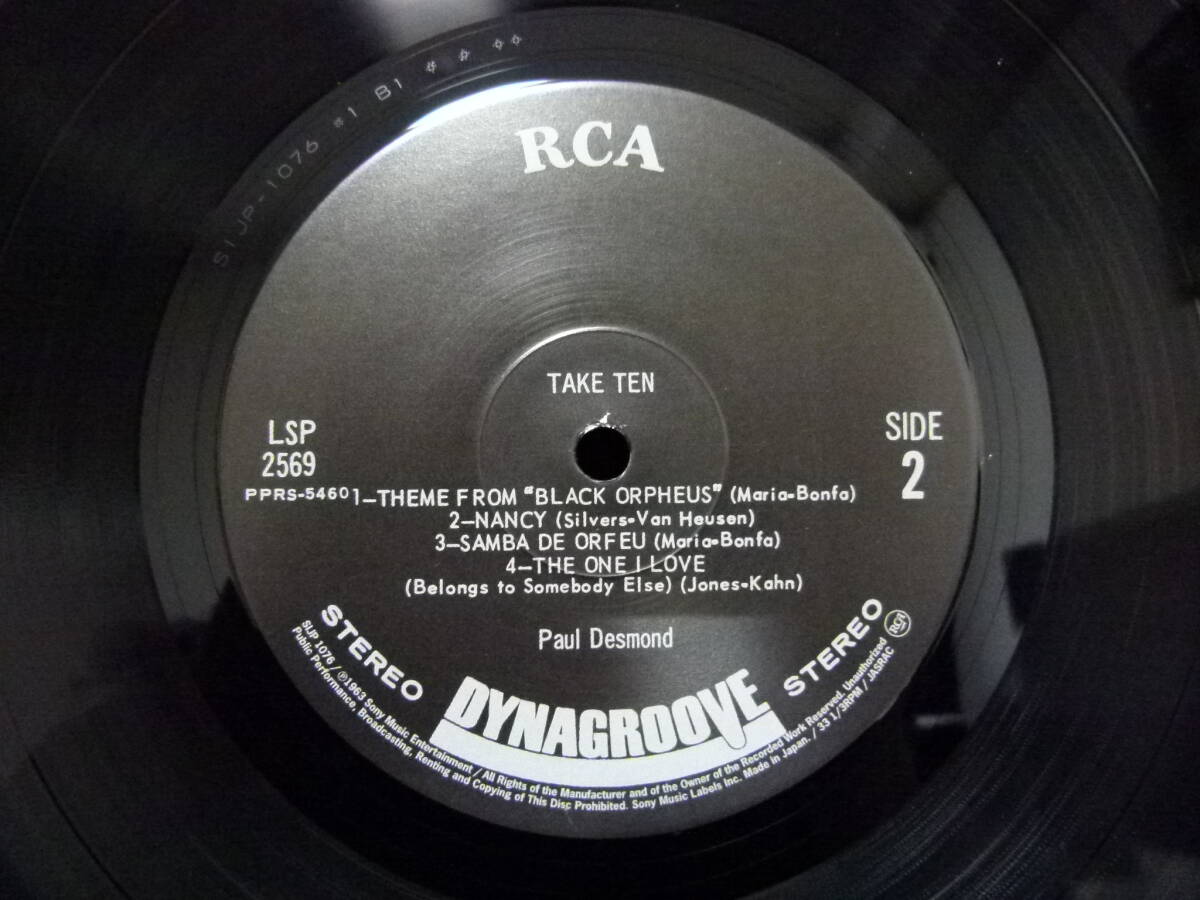 SIJP-1076 *1 B1
RCA
TAKE TEN
LSP
2569
SIDE
2
PPRS-5460
1—THEME FROM "BLACK ORPHEUS" (Maria-Bonfa)
2—NANCY (Silvers-Van Heusen)
3—SAMBA DE ORFEU (Maria-Bonfa)
4—THE ONE I LOVE
(Belongs to Somebody Else) (Jones-Kahn)
Paul Desmond
STEREO
DYNAGROOVE
STEREO
RCA
SIJP 1076 / ℗1963 Sony Music Entertainment / All Rights of the Manufacturer and of the Owner of the Recorded Work Reserved. Unauthorized
Public Performance, Broadcasting, Renting and Copying of This Disc Prohibited. Sony Music Labels Inc. Made in Japan. / 33 1/3RPM / JASRAC